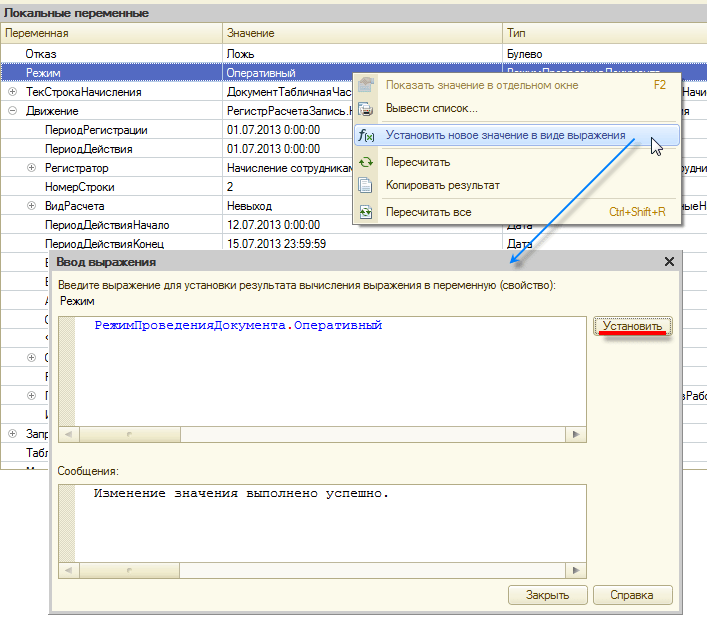 Локальные переменные
Переменная Значение Тип
Отказ Ложь Булево
Режим Оперативный
Показать значение в отдельном окне F2
ТекСтрокаНачисления
Вывести список...
Движение
ПериодРегистрации 01.07.2013 0:00:00
Установить новое значение в виде выражения
ПериодДействия 01.07.2013 0:00:00
Пересчитать
Регистратор Начисление сотрудникам
НомерСтроки 2
Копировать результат
ВидРасчета Невыход
Пересчитать все Ctrl+Shift+R
ПериодДействияНачало 12.07.2013 0:00:00 Дата
ПериодДействияКонец 15.07.2013 23:59:59 Дата
Ввод выражения
Введите выражение для установки результата вычисления выражения в переменную (свойство):
Режим
РежимПроведенияДокумента.Оперативный
Установить
Сообщения:
Изменение значения выполнено успешно.
Закрыть Справка